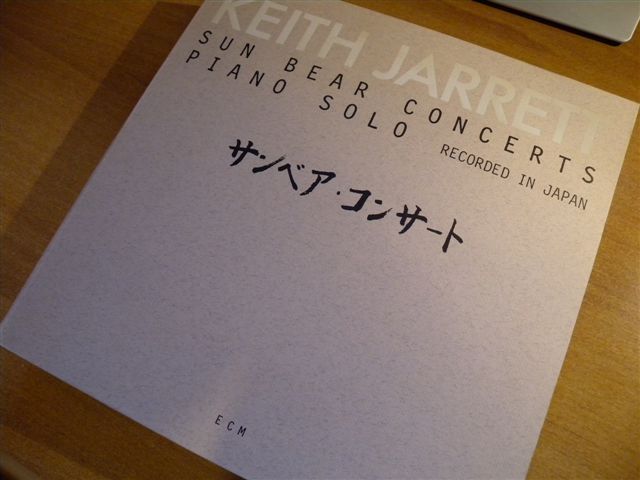 KEITH JARRETT
SUN BEAR CONCERTS
PIANO SOLO
RECORDED IN JAPAN
サンベア・コンサート
ECM